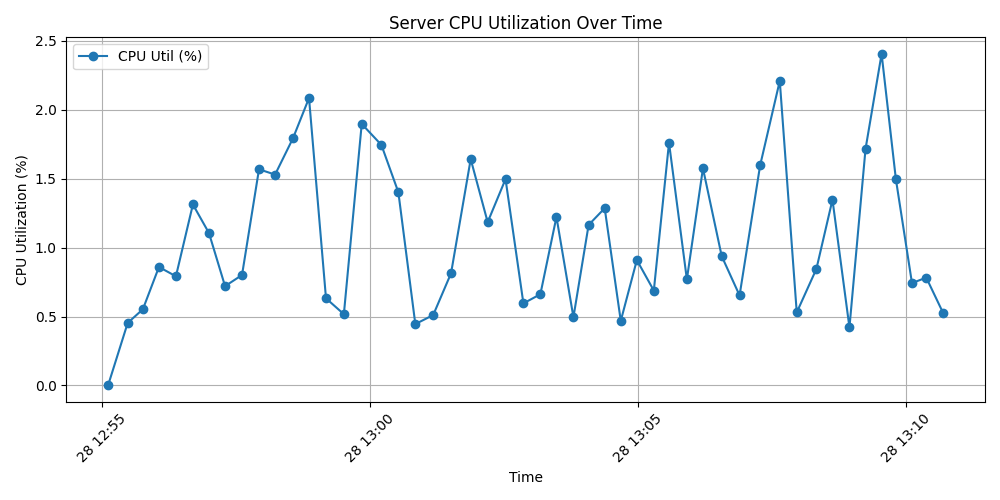 Server CPU Utilization Over Time
CPU Util (%)
CPU Utilization (%)
2.5
2.0
1.5
1.0
0.5
0.0
28 12:55
28 13:00
28 13:05
28 13:10
Time